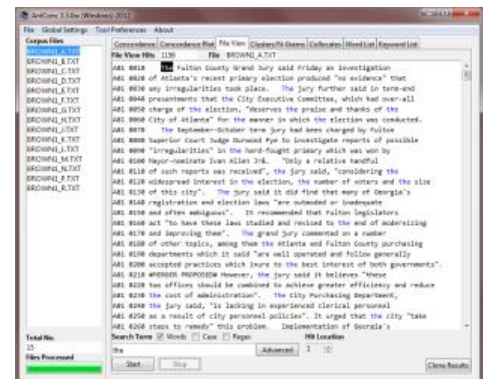 AntConc 3.3.0w (Windows) 2012
File Global Settings Tool Preferences About
Corpus Files
BROWN1_A.TXT
BROWN1_B.TXT
BROWN1_C.TXT
BROWN1_D.TXT
BROWN1_E.TXT
BROWN1_F.TXT
BROWN1_G.TXT
BROWN1_H.TXT
BROWN1_J.TXT
BROWN1_K.TXT
BROWN1_L.TXT
BROWN1_M.TXT
BROWN1_N.TXT
BROWN1_P.TXT
BROWN1_R.TXT
Total No.
15
Files Processed
Concordance Concordance Plot File View Clusters/N-Grams Collocates Word List Keyword List
File View Hits 1136 File BROWN1_A.TXT
A01 0010 The Fulton County Grand Jury said Friday an investigation
A01 0020 of Atlanta's recent primary election produced "no evidence" that
A01 0030 any irregularities took place. The jury further said in term-end
A01 0040 presentments that the City Executive Committee, which had over-all
A01 0050 charge of the election, "deserves the praise and thanks of the
A01 0060 City of Atlanta" for the manner in which the election was conducted.
A01 0070 The September-October term jury had been charged by Fulton
A01 0080 Superior Court Judge Durwood Pye to investigate reports of possible
A01 0090 "irregularities" in the hard-fought primary which was won by
A01 0100 Mayor-nominate Ivan Allen Jr&. "Only a relative handful
A01 0110 of such reports was received", the jury said, "considering the
A01 0120 widespread interest in the election, the number of voters and the size
A01 0130 of this city". The jury said it did find that many of Georgia's
A01 0140 registration and election laws "are outmoded or inadequate
A01 0150 and often ambiguous". It recommended that Fulton legislators
A01 0160 act "to have these laws studied and revised to the end of modernizing
A01 0170 and improving them". The grand jury commented on a number
A01 0180 of other topics, among them the Atlanta and Fulton County purchasing
A01 0190 departments which it said "are well operated and follow generally
A01 0200 accepted practices which inure to the best interest of both governments".
A01 0210 #MERGER PROPOSED# However, the jury said it believes "these
A01 0220 two offices should be combined to achieve greater efficiency and reduce
A01 0230 the cost of administration". The City Purchasing Department,
A01 0240 the jury said, "is lacking in experienced clerical personnel
A01 0250 as a result of city personnel policies". It urged that the city "take
A01 0260 steps to remedy" this problem. Implementation of Georgia's
Search Term Words Case Regex Hit Location
the Advanced 1
Start Stop Clone Results